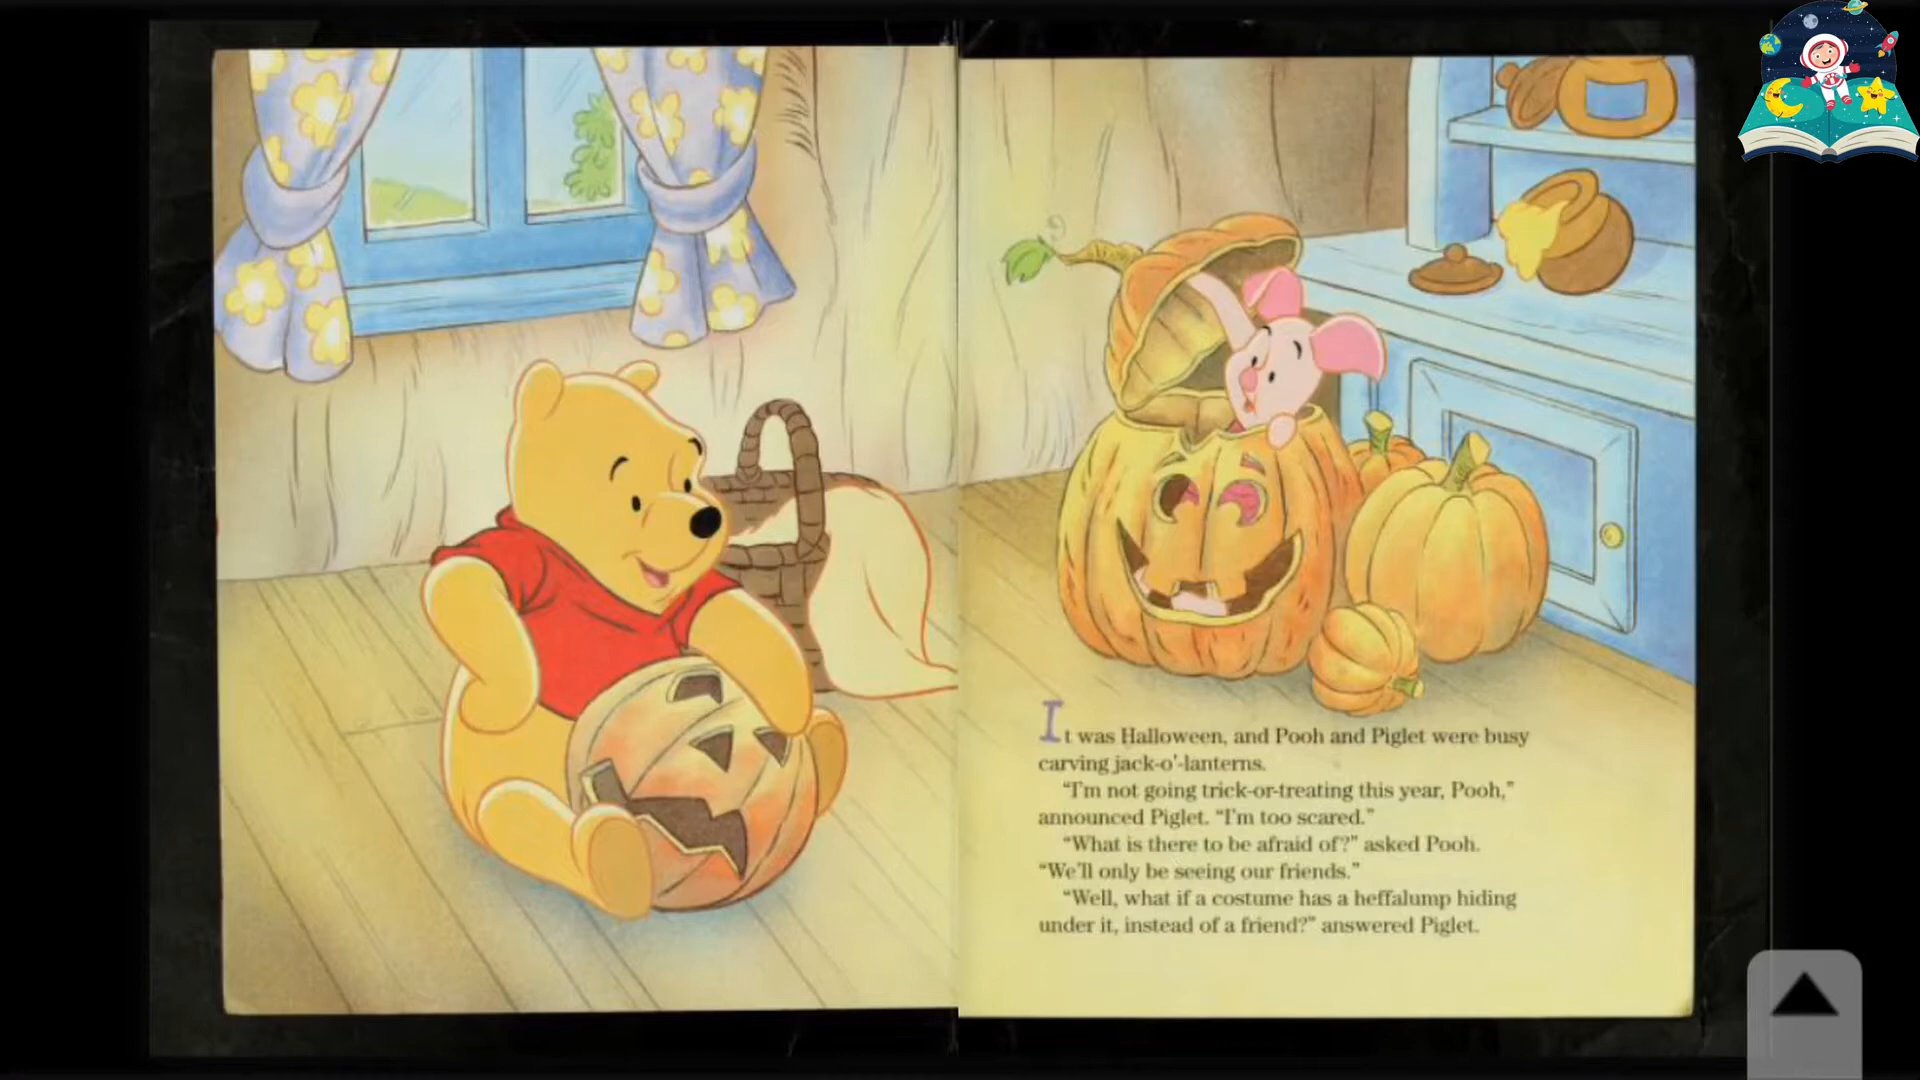 It was Halloween, and Pooh and Piglet were busy
carving jack-o'-lanterns.
"I'm not going trick-or-treating this year, Pooh,"
announced Piglet. "I'm too scared."
"What is there to be afraid of?" asked Pooh.
"We'll only be seeing our friends."
"Well, what if a costume has a heffalump hiding
under it, instead of a friend?" answered Piglet.